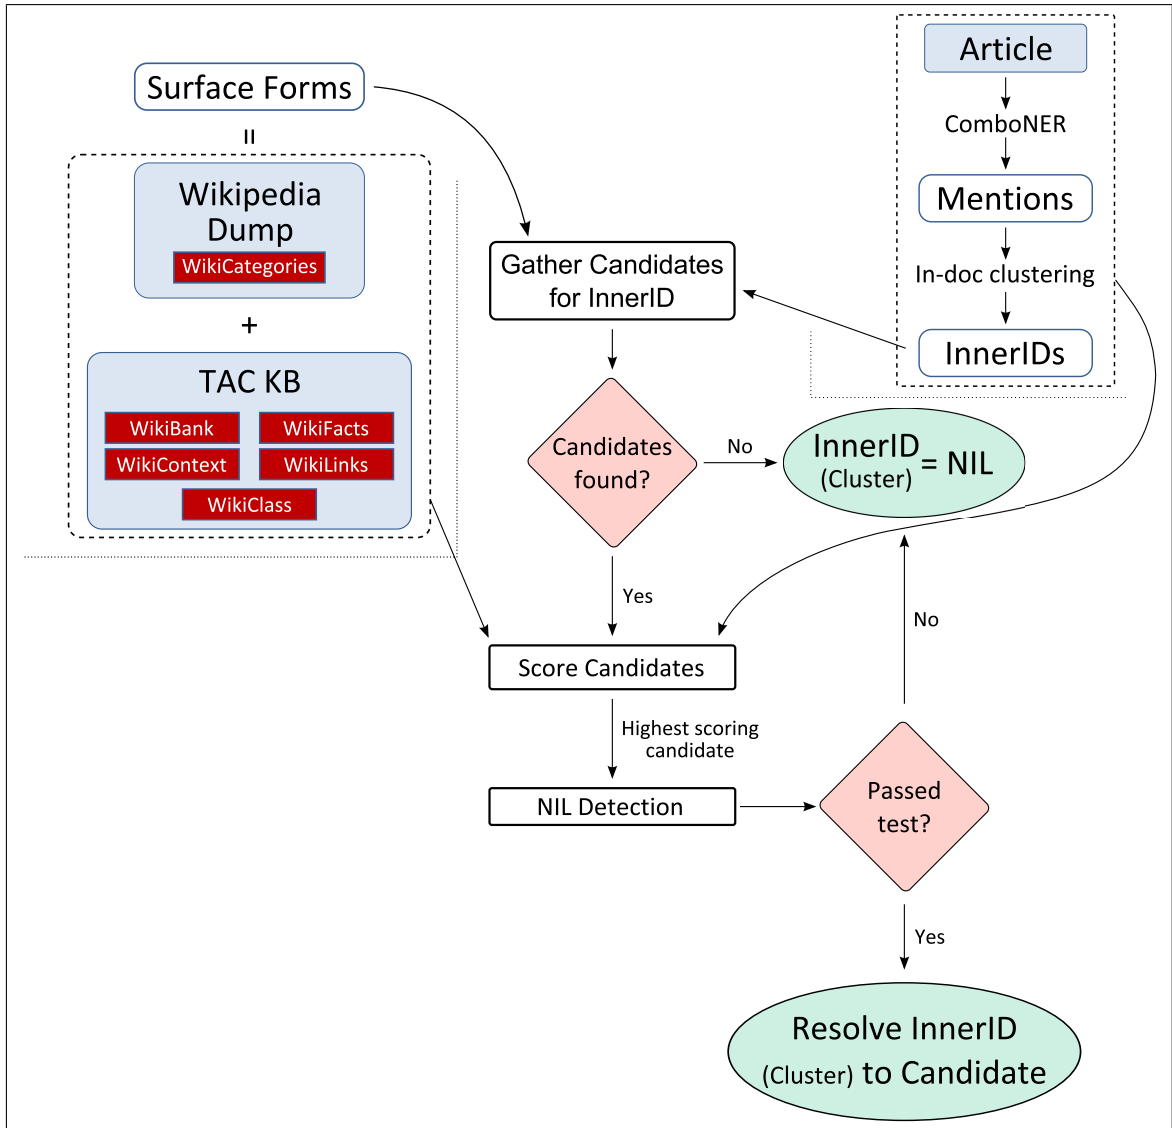 Surface Forms
=
Wikipedia
Dump
WikiCategories
+
TAC KB
WikiBank
WikiFacts
WikiContext
WikiLinks
WikiClass
Article
ComboNER
Mentions
In-doc clustering
InnerIDs
Gather Candidates
for InnerID
Candidates
found?
No
InnerID
(Cluster) = NIL
Yes
Score Candidates
Highest scoring
candidate
NIL Detection
Passed
test?
No
Yes
Resolve InnerID
(Cluster) to Candidate